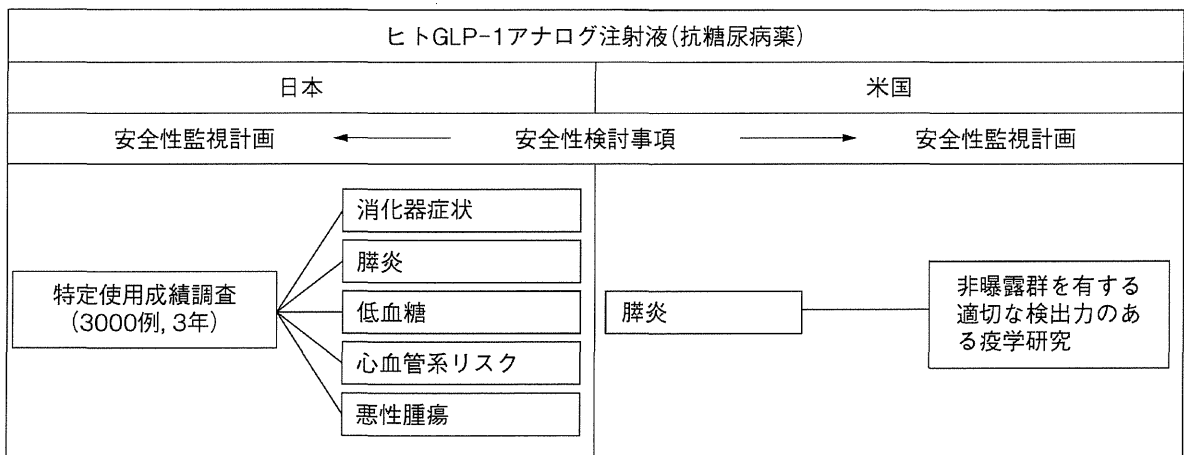 ヒトGLP-1アナログ注射液(抗糖尿病薬)
日本
米国
安全性監視計画
安全性検討事項
安全性監視計画
特定使用成績調査
(3000例, 3年)
消化器症状
膵炎
低血糖
心血管系リスク
悪性腫瘍
膵炎
非曝露群を有する
適切な検出力のあ
る疫学研究